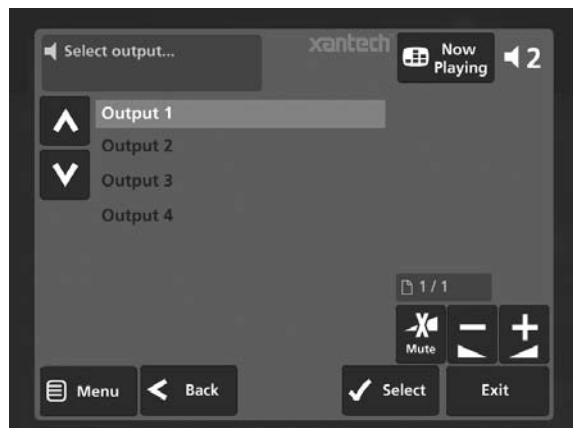 Select output...
xantech
Now
Playing
2
Output 1
Output 2
Output 3
Output 4
1 / 1
Mute
Menu
Back
Select
Exit